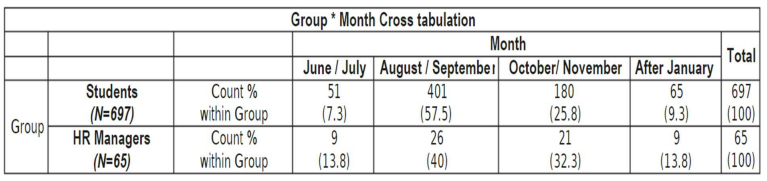 Group * Month Cross tabulation
Month
Total
June / July August / September October/ November After January
Group
Students Count % 51 401 180 65 697
(N=697) within Group (7.3) (57.5) (25.8) (9.3) (100)
HR Managers Count % 9 26 21 9 65
(N=65) within Group (13.8) (40) (32.3) (13.8) (100)